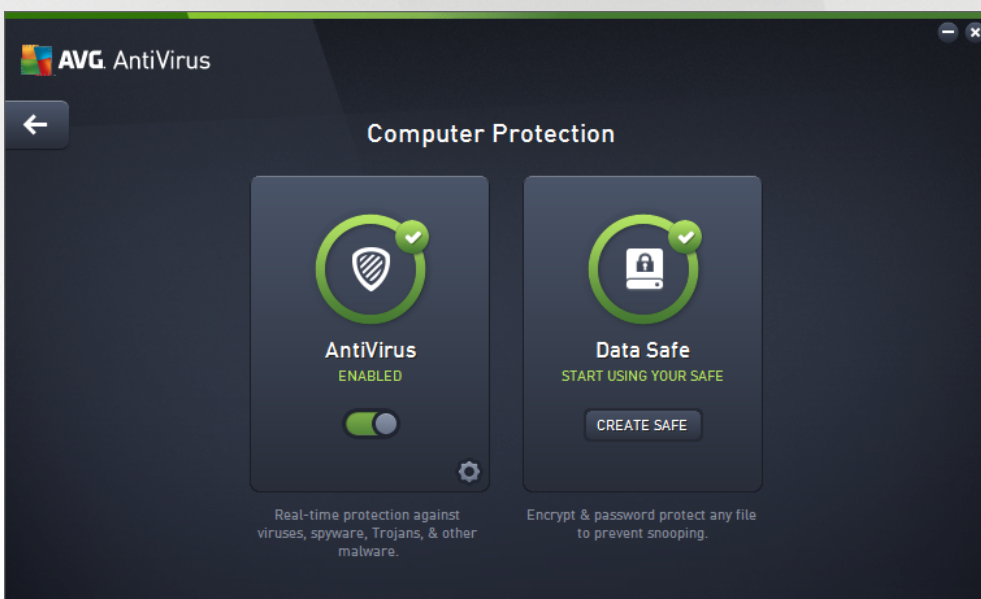 AVG. AntiVirus
Computer Protection
AntiVirus
ENABLED
Real-time protection against
viruses, spyware, Trojans, & other
malware.
Data Safe
START USING YOUR SAFE
CREATE SAFE
Encrypt & password protect any file
to prevent snooping.